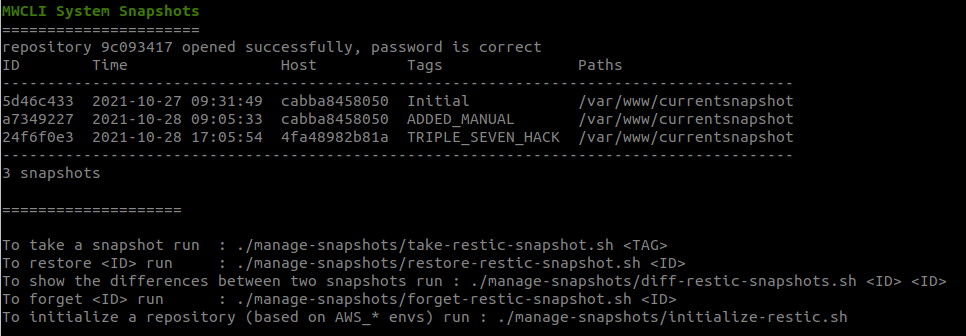 MWCLI System Snapshots
======================
repository 9c093417 opened successfully, password is correct
ID        Time                 Host          Tags               Paths
----------------------------------------------------------------------------------------
5d46c433  2021-10-27 09:31:49  cabba8458050  Initial            /var/www/currentsnapshot
a7349227  2021-10-28 09:05:33  cabba8458050  ADDED_MANUAL       /var/www/currentsnapshot
24f6f0e3  2021-10-28 17:05:54  4fa48982b81a  TRIPLE_SEVEN_HACK  /var/www/currentsnapshot
----------------------------------------------------------------------------------------
3 snapshots
====================
To take a snapshot run  : ./manage-snapshots/take-restic-snapshot.sh <TAG>
To restore <ID> run     : ./manage-snapshots/restore-restic-snapshot.sh <ID>
To show the differences between two snapshots run : ./manage-snapshots/diff-restic-snapshots.sh <ID> <ID>
To forget <ID> run      : ./manage-snapshots/forget-restic-snapshot.sh <ID>
To initialize a repository (based on AWS_* envs) run : ./manage-snapshots/initialize-restic.sh